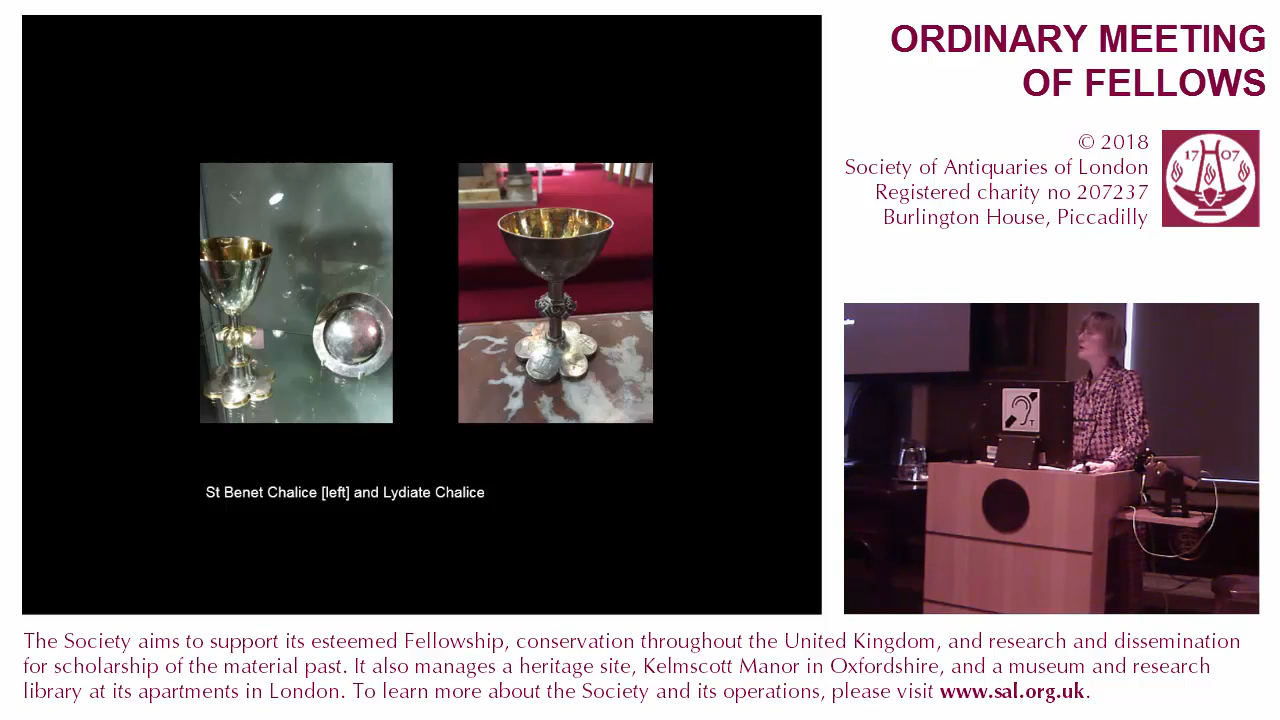 ORDINARY MEETING
OF FELLOWS
© 2018
Society of Antiquaries of London
Registered charity no 207237
Burlington House, Piccadilly
17 07
St Benet Chalice [left] and Lydiate Chalice
T
The Society aims to support its esteemed Fellowship, conservation throughout the United Kingdom, and research and dissemination
for scholarship of the material past. It also manages a heritage site, Kelmscott Manor in Oxfordshire, and a museum and research
library at its apartments in London. To learn more about the Society and its operations, please visit www.sal.org.uk.